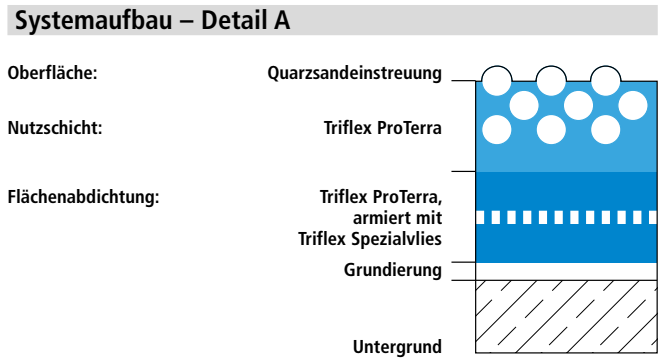 Systemaufbau – Detail A
Oberfläche: Quarzsandeinstreuung
Nutzschicht: Triflex ProTerra
Flächenabdichtung: Triflex ProTerra,
armiert mit
Triflex Spezialvlies
Grundierung
Untergrund